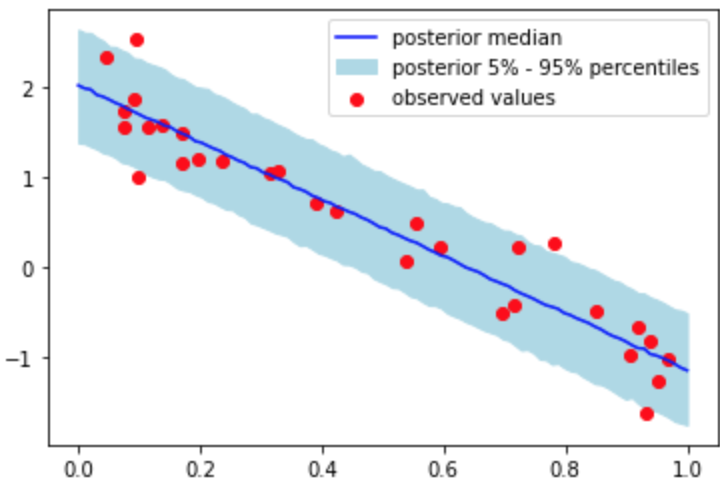 posterior median
posterior 5% - 95% percentiles
observed values
2
1
0
−1
0.0 0.2 0.4 0.6 0.8 1.0